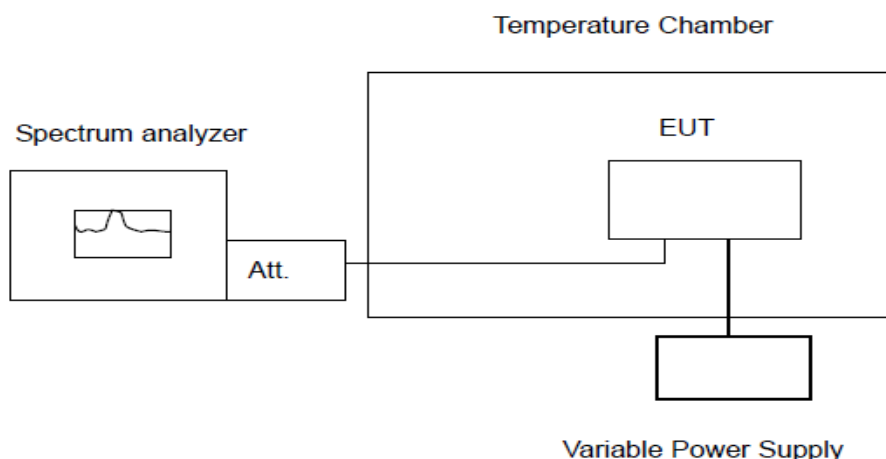 Temperature Chamber
Spectrum analyzer
EUT
Att.
Variable Power Supply